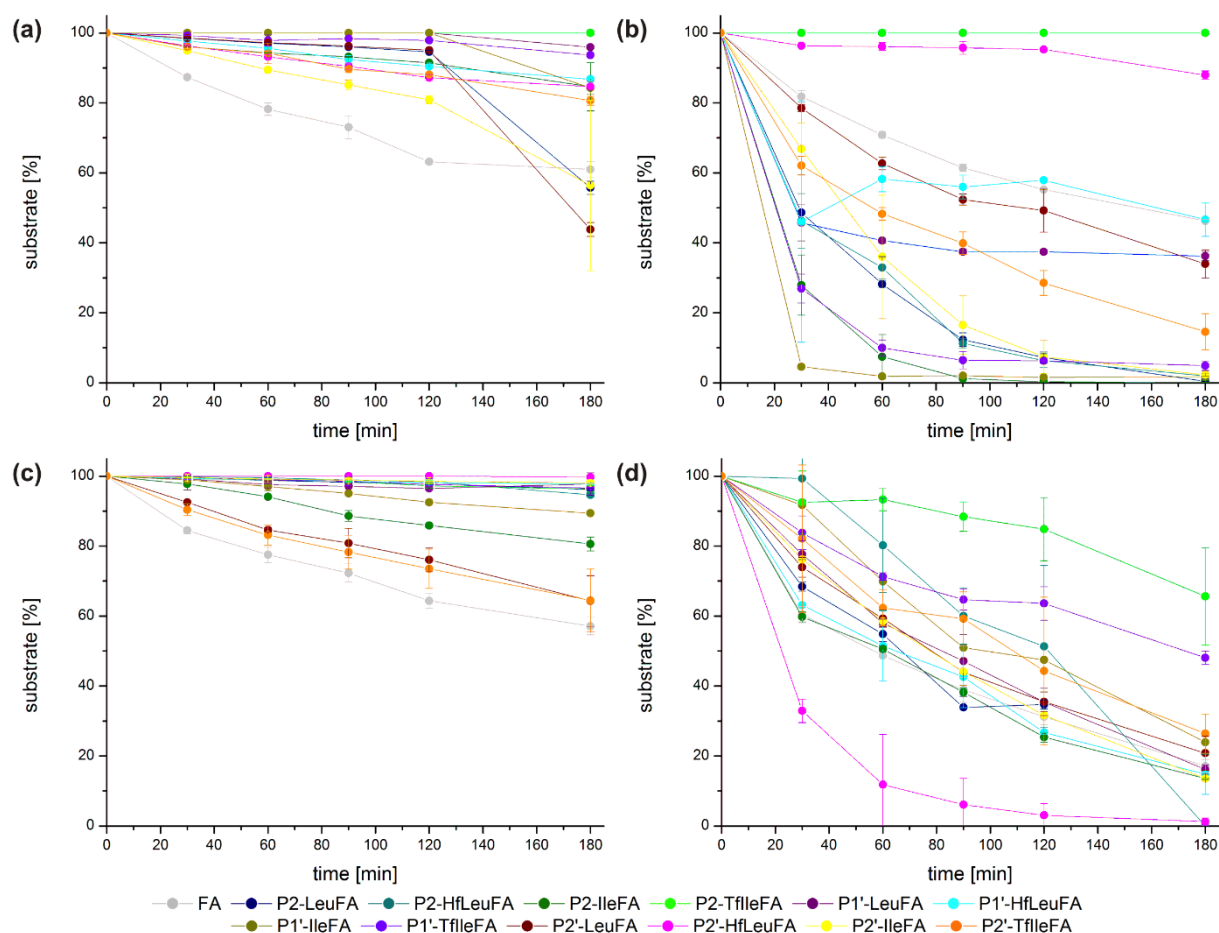 (a)
100
80
60
40
20
0
substrate [%]
0 20 40 60 80 100 120 140 160 180
time [min]
(b)
100
80
60
40
20
0
substrate [%]
0 20 40 60 80 100 120 140 160 180
time [min]
(c)
100
80
60
40
20
0
substrate [%]
0 20 40 60 80 100 120 140 160 180
time [min]
(d)
100
80
60
40
20
0
substrate [%]
0 20 40 60 80 100 120 140 160 180
time [min]
FA P2-LeuFA P2-HfLeuFA P2-IleFA P2-TfIleFA P1'-LeuFA P1'-HfLeuFA
P1'-IleFA P1'-TfIleFA P2'-LeuFA P2'-HfLeuFA P2'-IleFA P2'-TfIleFA